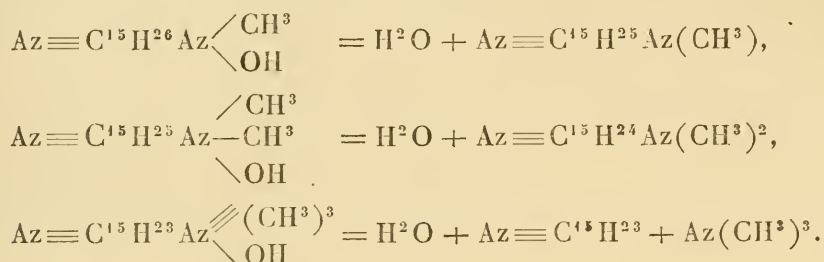 CH³
Az≡C¹⁵H²⁶Az = H²O + Az≡C¹⁵H²⁵Az(CH³),
OH
CH³
Az≡C¹⁵H²⁵Az—CH³ = H²O + Az≡C¹⁵H²⁴Az(CH³)²,
OH
Az≡C¹⁵H²³Az≡(CH³)³ = H²O + Az≡C¹⁵H²³ + Az(CH³)³.
OH